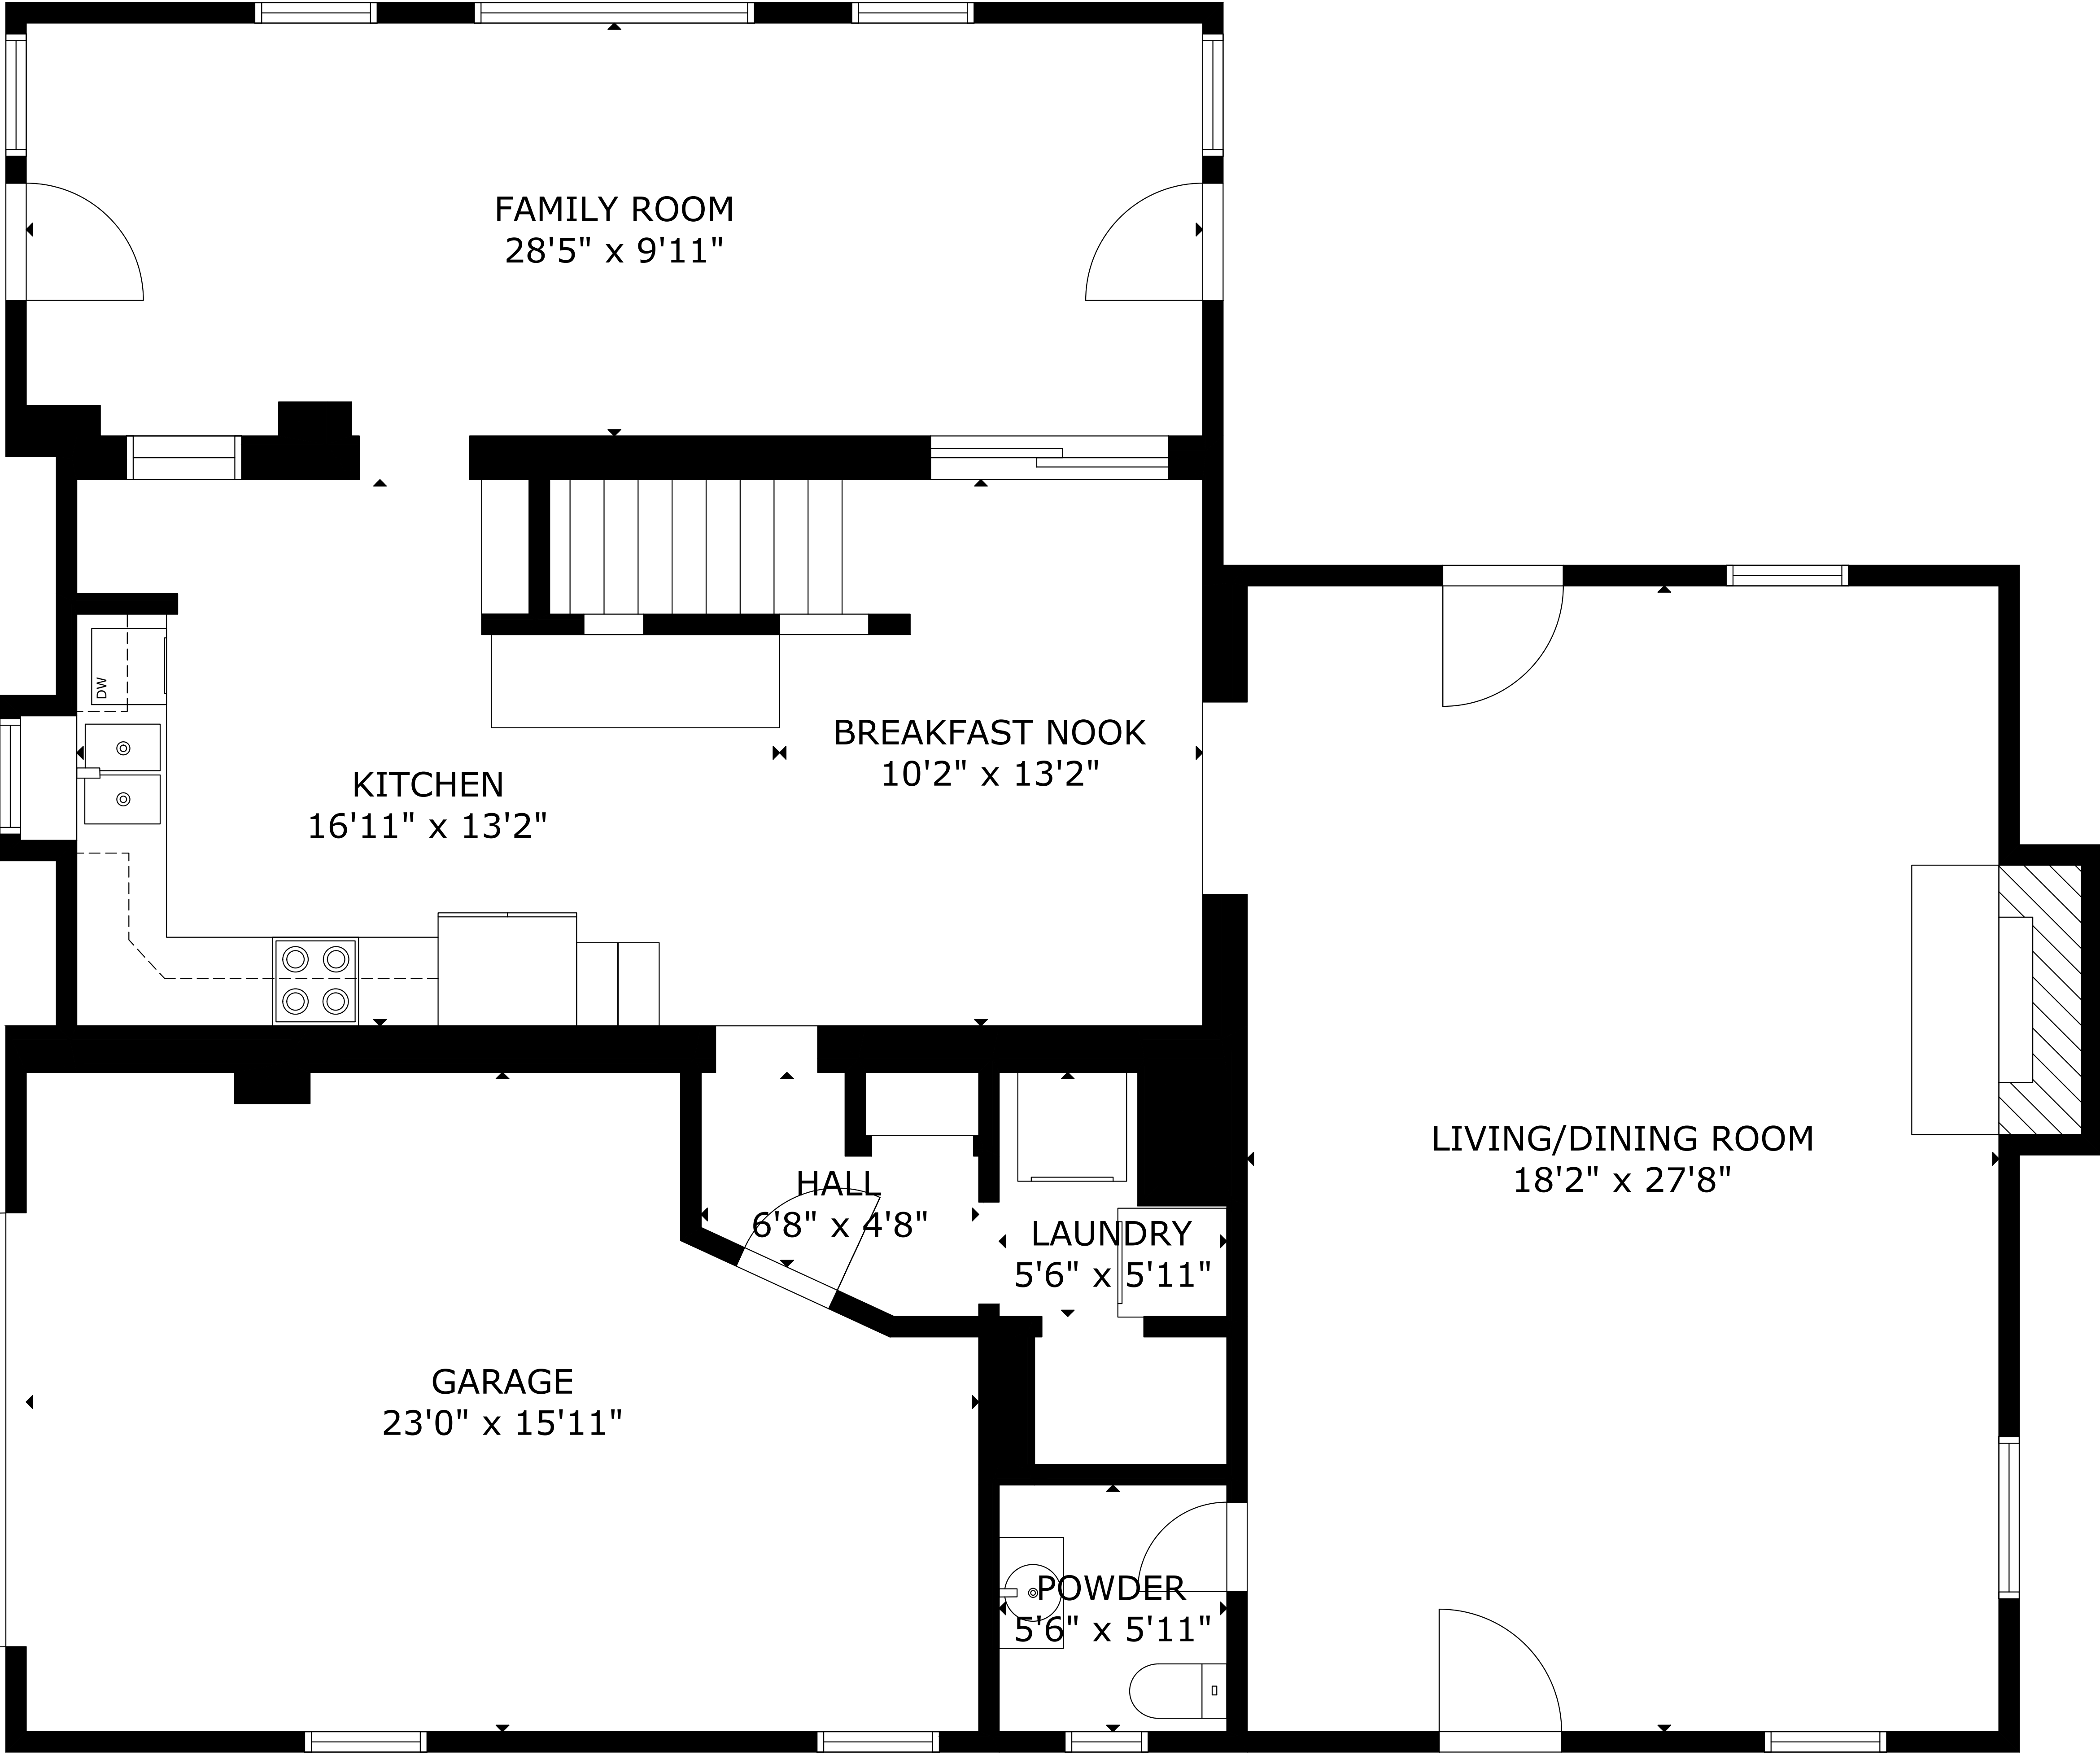 FAMILY ROOM
28'5" x 9'11"
DW
BREAKFAST NOOK
10'2" x 13'2"
KITCHEN
16'11" x 13'2"
LIVING/DINING ROOM
18'2" x 27'8"
HALL
6'8" x 4'8"
LAUNDRY
5'6" x 5'11"
GARAGE
23'0" x 15'11"
POWDER
5'6" x 5'11"